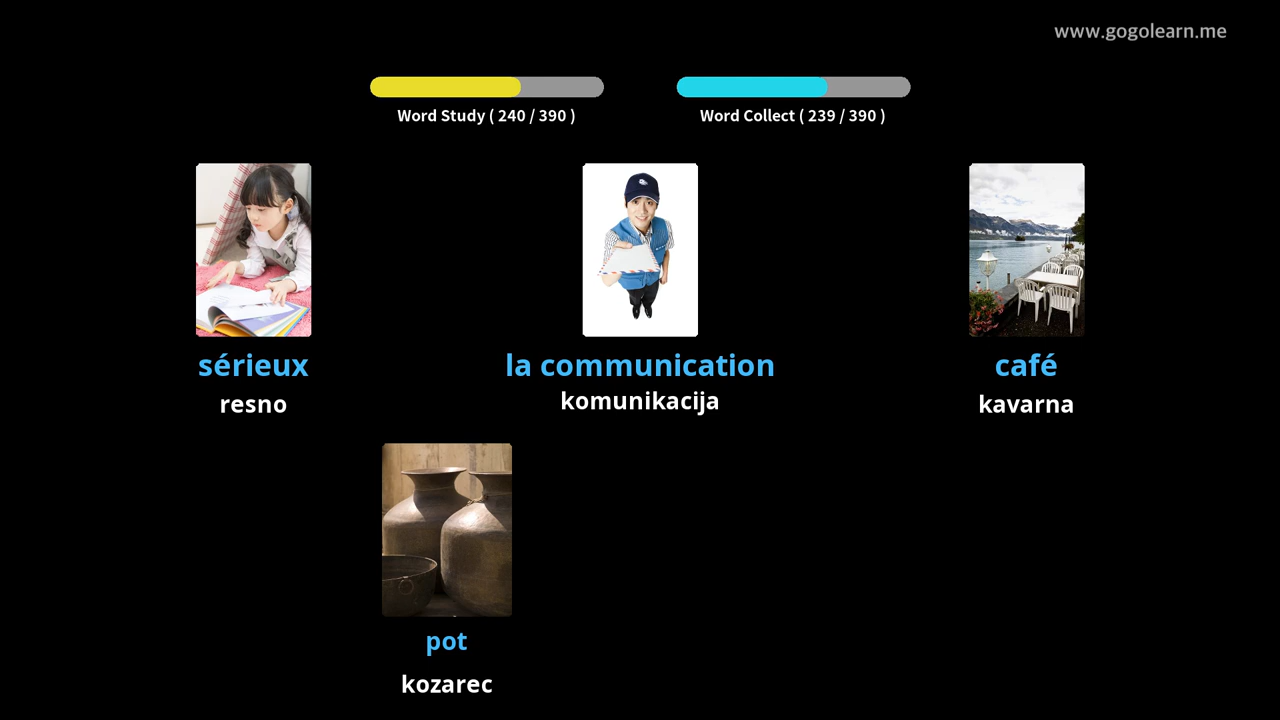 www.gogolearn.me
Word Study ( 240 / 390 )
Word Collect ( 239 / 390 )
sérieux
resno
la communication
komunikacija
café
kavarna
pot
kozarec